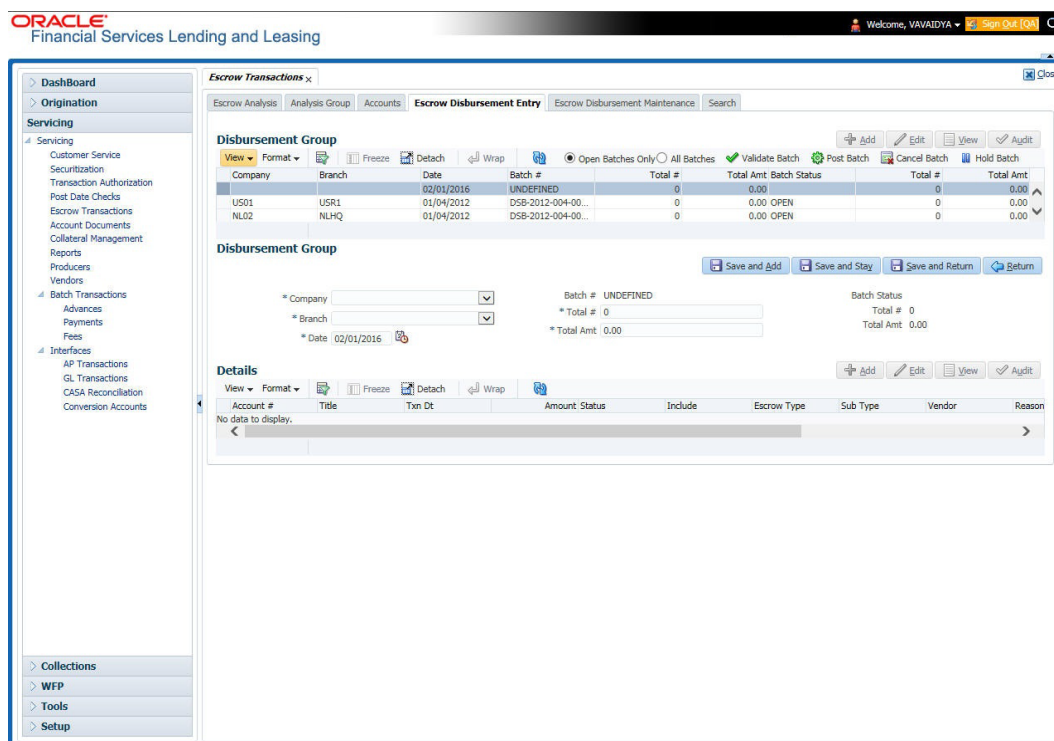 ORACLE
Financial Services Lending and Leasing
Welcome, VAVAIDYA
Sign Out [QA]
DashBoard
Origination
Servicing
Servicing
Customer Service
Securitization
Transaction Authorization
Post Date Checks
Escrow Transactions
Account Documents
Collateral Management
Reports
Producers
Vendors
Batch Transactions
Advances
Payments
Fees
Interfaces
AP Transactions
GL Transactions
CASA Reconciliation
Conversion Accounts
Collections
WFP
Tools
Setup
Escrow Transactions x
Clos
Escrow Analysis Analysis Group Accounts Escrow Disbursement Entry Escrow Disbursement Maintenance Search
Disbursement Group
Add Edit View Audit
View Format Freeze Detach Wrap Open Batches Only All Batches Validate Batch Post Batch Cancel Batch Hold Batch
Company Branch Date Batch # Total # Total Amt Batch Status Total # Total Amt
02/01/2016 UNDEFINED 0 0.00 0 0.00
US01 USR1 01/04/2012 DSB-2012-004-00... 0 0.00 OPEN 0 0.00
NL02 NLHQ 01/04/2012 DSB-2012-004-00... 0 0.00 OPEN 0 0.00
Disbursement Group
Save and Add Save and Stay Save and Return Return
* Company
* Branch
* Date 02/01/2016
Batch # UNDEFINED
* Total # 0
* Total Amt 0.00
Batch Status
Total # 0
Total Amt 0.00
Details
Add Edit View Audit
View Format Freeze Detach Wrap
Account # Title Txn Dt Amount Status Include Escrow Type Sub Type Vendor Reason
No data to display.